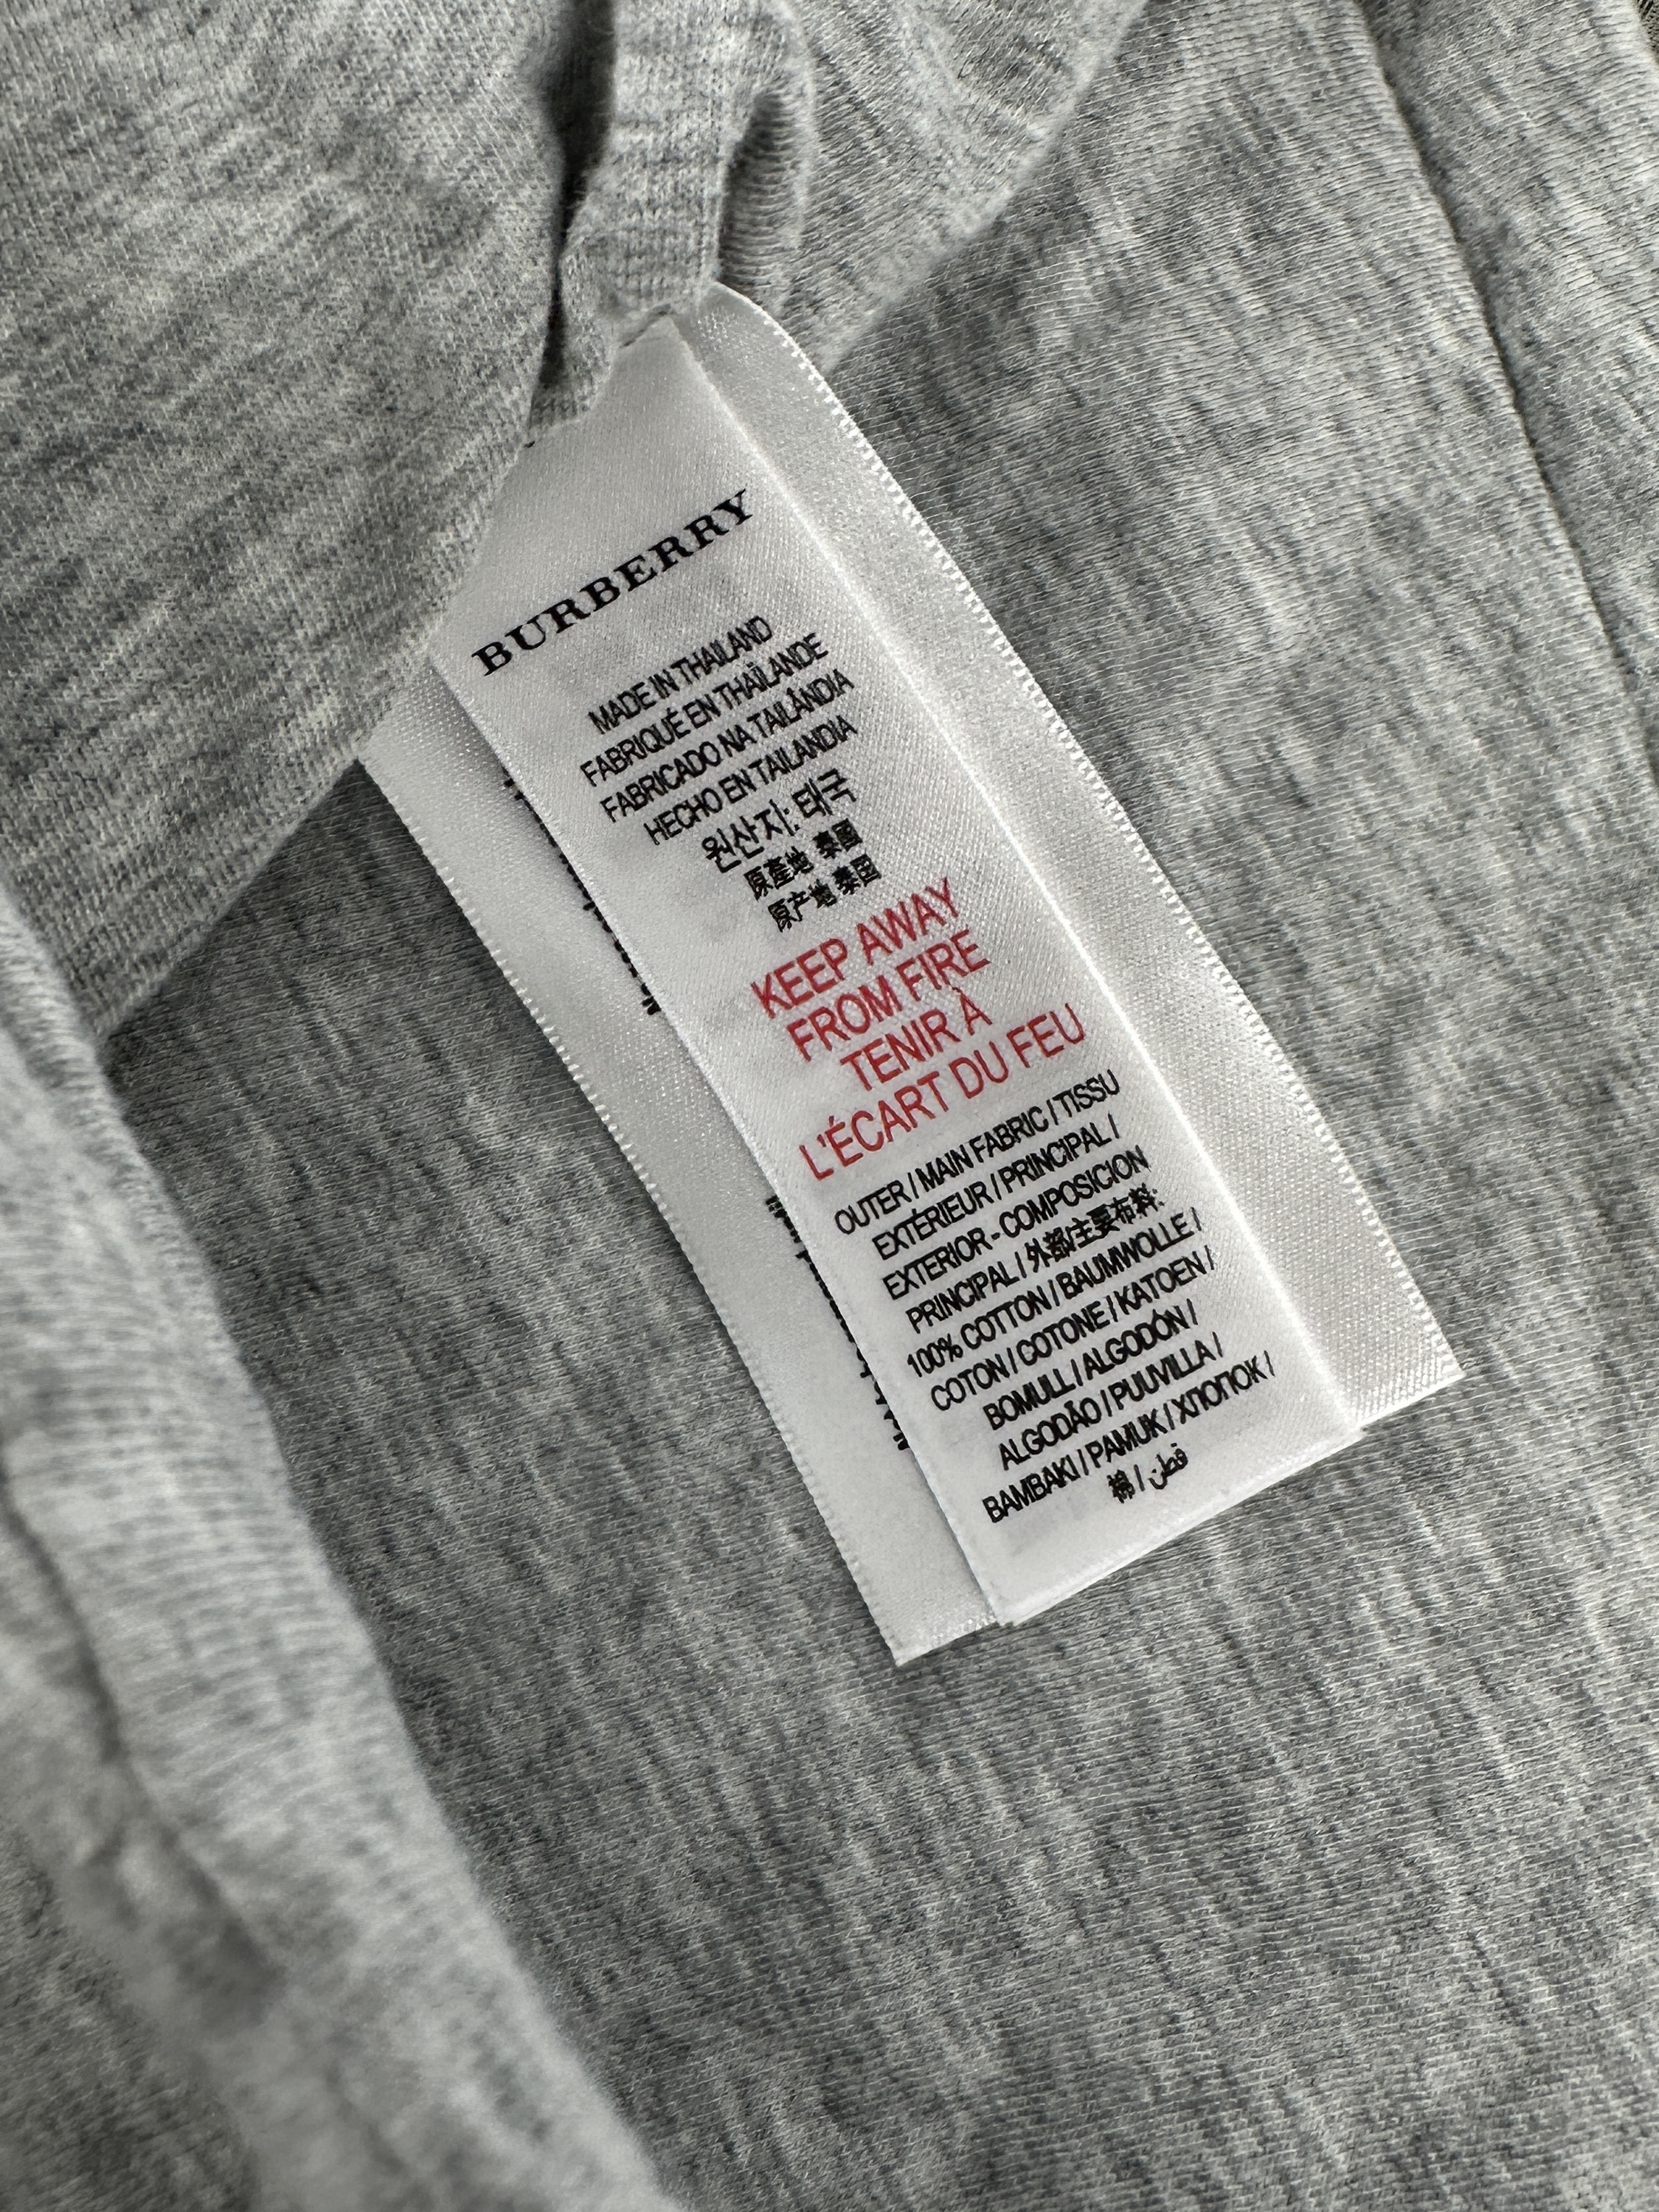 BURBERRY
MADE IN THAILAND
FABRIQUÉ EN THAÏLANDE
FABRICADO NA TAILÂNDIA
HECHO EN TAILANDIA
원산지: 태국
原產地 泰國
原产地 泰国
KEEP AWAY
FROM FIRE
TENIR À
L'ÉCART DU FEU
OUTER / MAIN FABRIC / TISSU
EXTÉRIEUR / PRINCIPAL /
EXTERIOR - COMPOSICION
PRINCIPAL / 外部/主要布料:
100% COTTON / BAUMWOLLE /
COTON / COTONE / KATOEN /
BOMULL / ALGODÓN /
ALGODÃO / PUUVILLA /
BAMBAKI / PAMUK / ХЛОПОК /
棉 / قطن